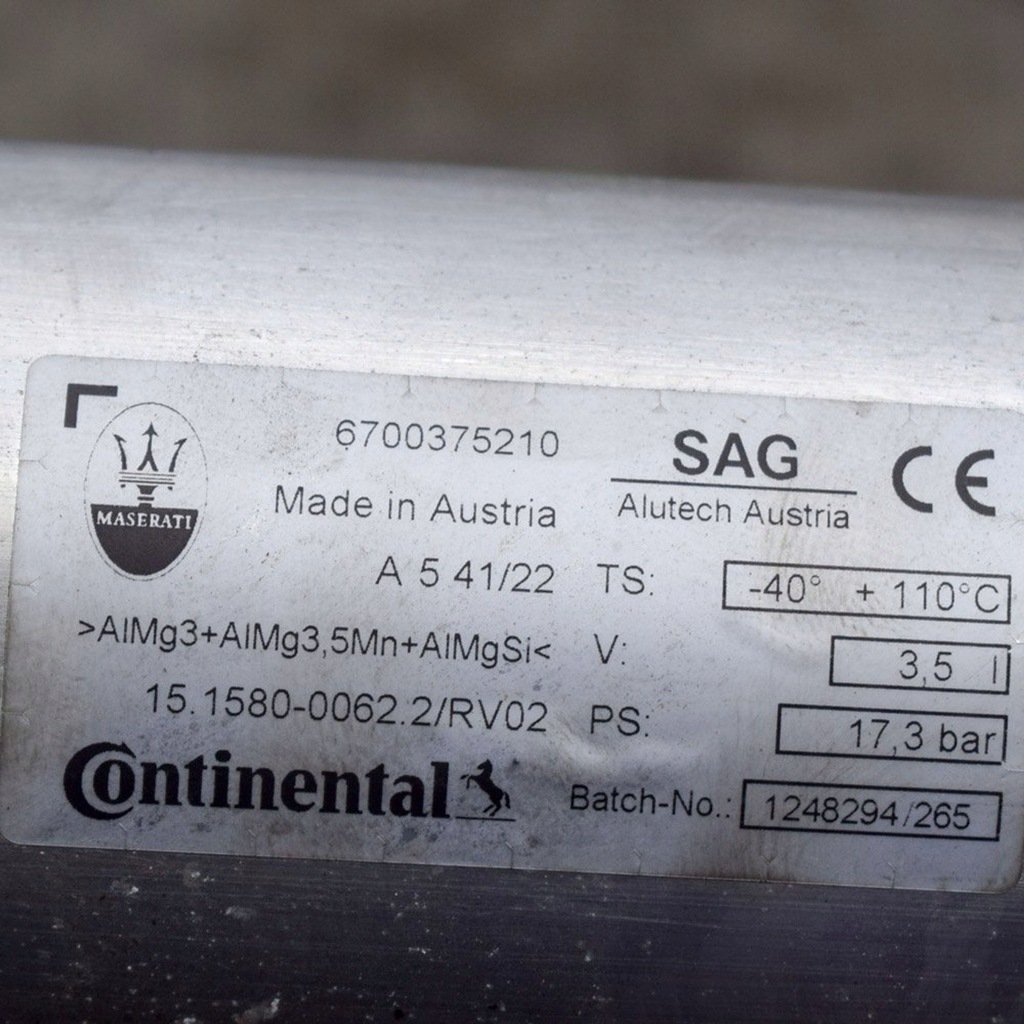 MASERATI
6700375210
Made in Austria
A 5 41/22
>AlMg3+AlMg3,5Mn+AlMgSi<
15.1580-0062.2/RV02
Continental
SAG
Alutech Austria
CE
TS: -40° + 110°C
V: 3,5 l
PS: 17,3 bar
Batch-No.: 1248294/265